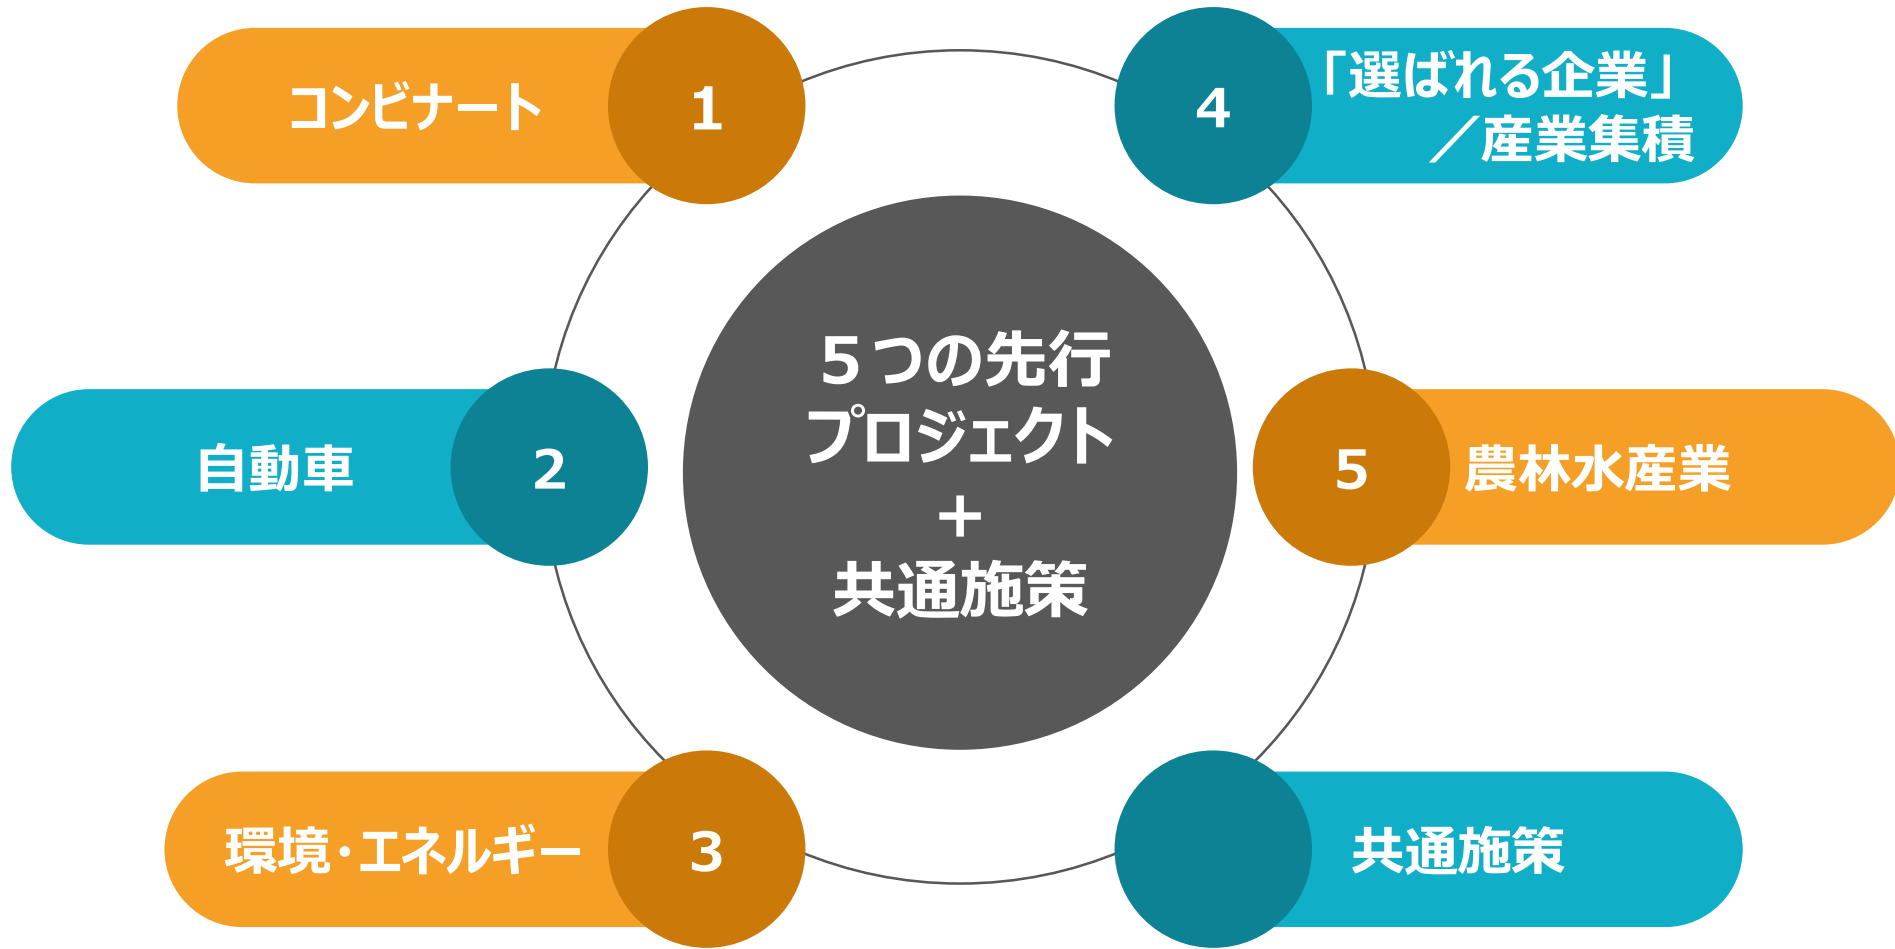 コンビナート
1
自動車
2
環境・エネルギー
3
5つの先行
プロジェクト
+
共通施策
4
「選ばれる企業」
／産業集積
5
農林水産業
共通施策